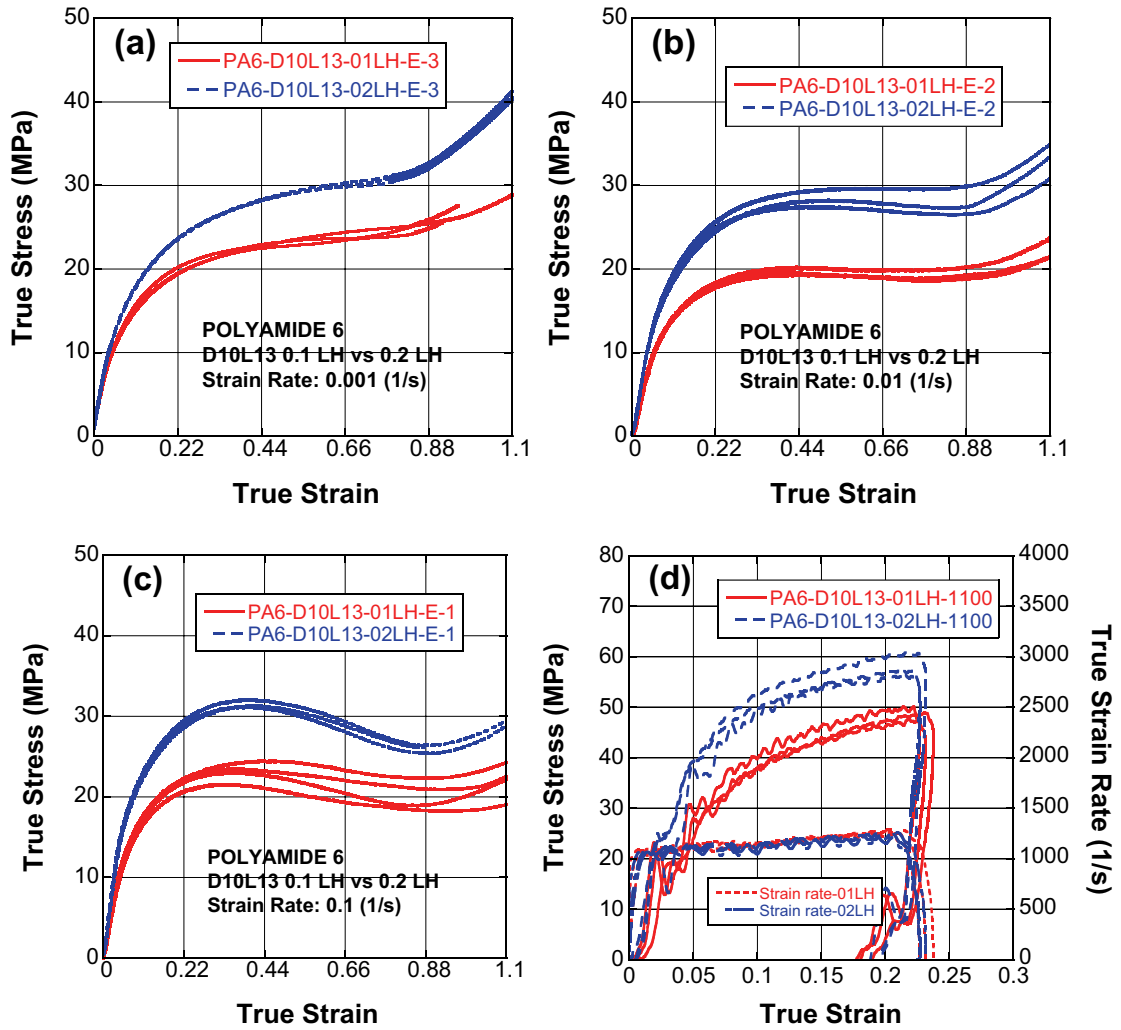 (a)
PA6-D10L13-01LH-E-3
PA6-D10L13-02LH-E-3
POLYAMIDE 6
D10L13 0.1 LH vs 0.2 LH
Strain Rate: 0.001 (1/s)
True Stress (MPa)
50
40
30
20
10
0
0 0.22 0.44 0.66 0.88 1.1
True Strain
(b)
PA6-D10L13-01LH-E-2
PA6-D10L13-02LH-E-2
POLYAMIDE 6
D10L13 0.1 LH vs 0.2 LH
Strain Rate: 0.01 (1/s)
True Stress (MPa)
50
40
30
20
10
0
0 0.22 0.44 0.66 0.88 1.1
True Strain
(c)
PA6-D10L13-01LH-E-1
PA6-D10L13-02LH-E-1
POLYAMIDE 6
D10L13 0.1 LH vs 0.2 LH
Strain Rate: 0.1 (1/s)
True Stress (MPa)
50
40
30
20
10
0
0 0.22 0.44 0.66 0.88 1.1
True Strain
(d)
PA6-D10L13-01LH-1100
PA6-D10L13-02LH-1100
Strain rate-01LH
Strain rate-02LH
True Stress (MPa)
80
70
60
50
40
30
20
10
0
0 0.05 0.1 0.15 0.2 0.25 0.3
True Strain
4000
3500
3000
2500
2000
1500
1000
500
0
True Strain Rate (1/s)